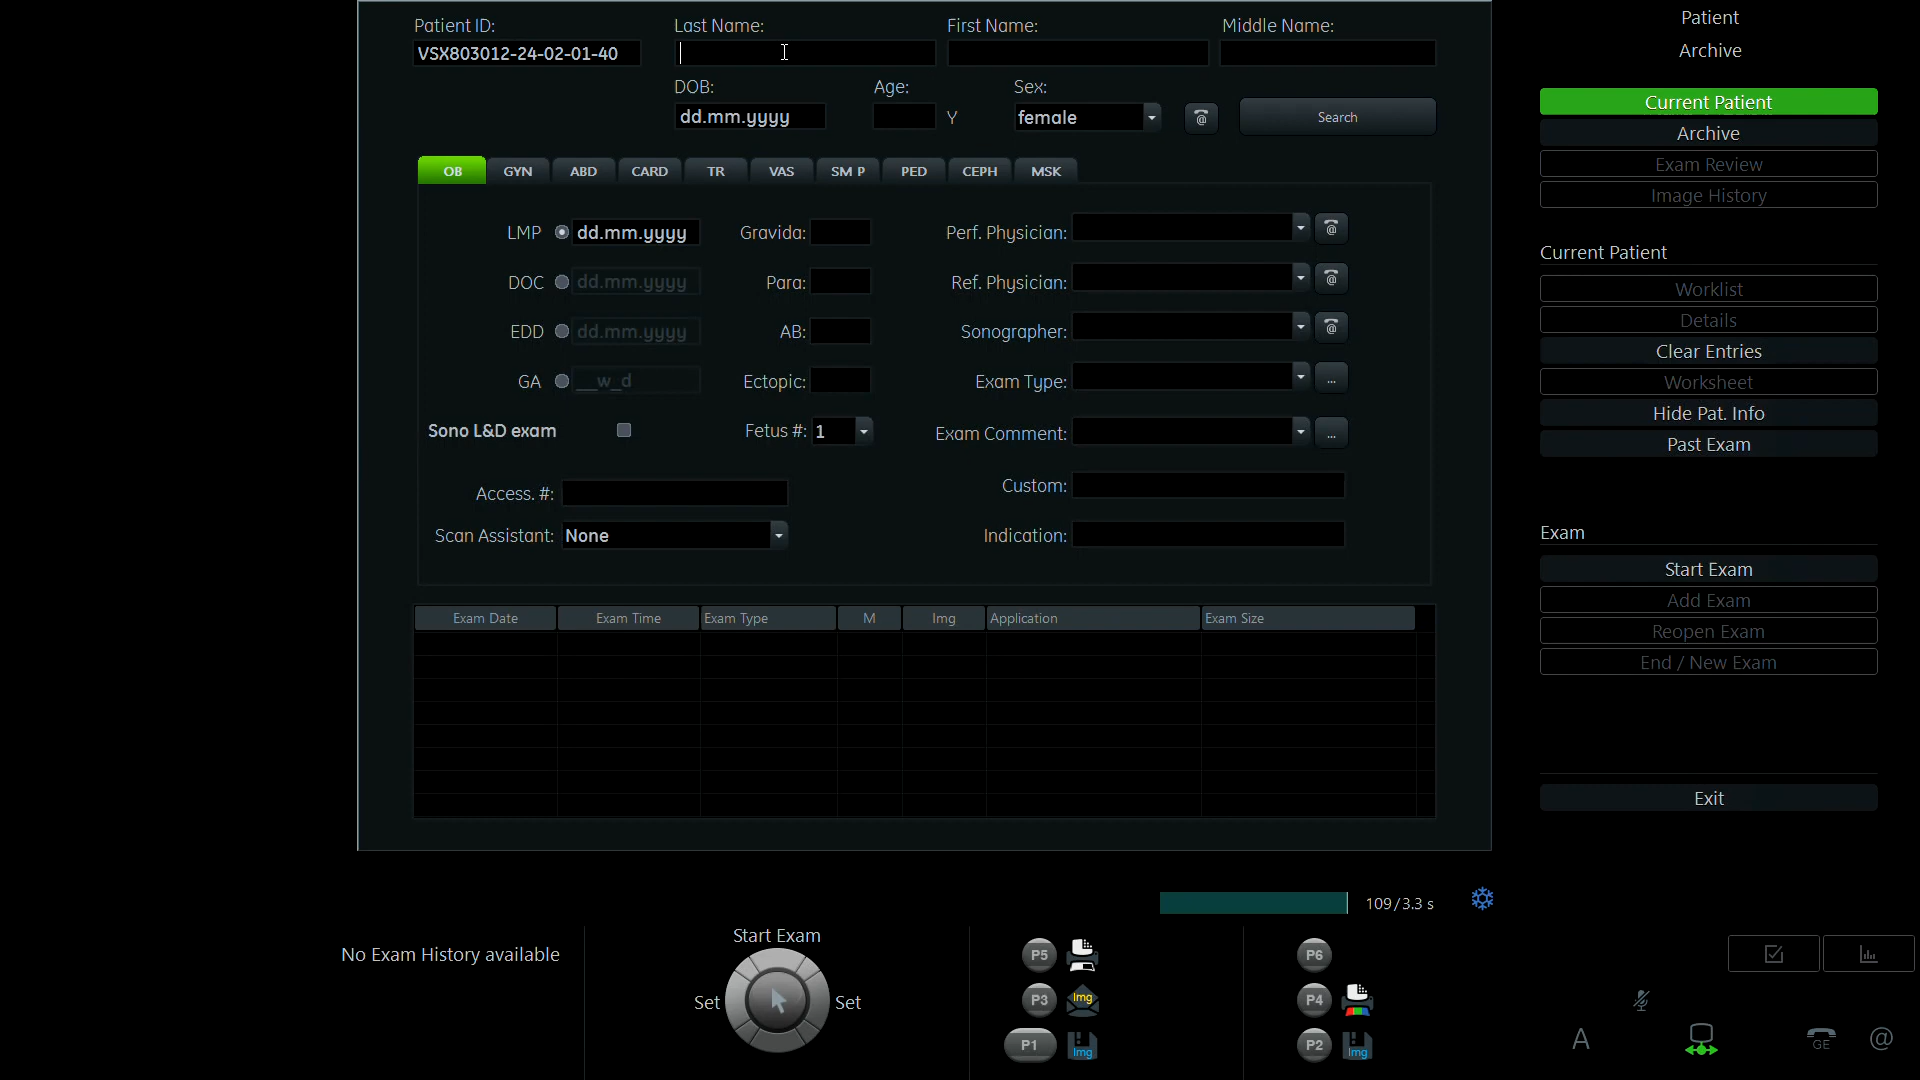 Patient ID: Last Name: First Name: Middle Name:
VSX803012-24-02-01-40
DOB: Age: Sex:
dd.mm.yyyy Y female @ Search
OB GYN ABD CARD TR VAS SM P PED CEPH MSK
LMP dd.mm.yyyy Gravida: Perf. Physician: @
DOC dd.mm.yyyy Para: Ref. Physician: @
EDD dd.mm.yyyy AB: Sonographer: @
GA __w_d Ectopic: Exam Type: ...
Sono L&D exam Fetus #: 1 Exam Comment: ...
Access. #: Custom:
Scan Assistant: None Indication:
Exam Date Exam Time Exam Type M Img Application Exam Size
109/3.3 s
No Exam History available
Start Exam
Set Set
P5
P3 Img
P1 Img
P6
P4
P2 Img
Patient
Archive
Current Patient
Archive
Exam Review
Image History
Current Patient
Worklist
Details
Clear Entries
Worksheet
Hide Pat. Info
Past Exam
Exam
Start Exam
Add Exam
Reopen Exam
End / New Exam
Exit
A GE @